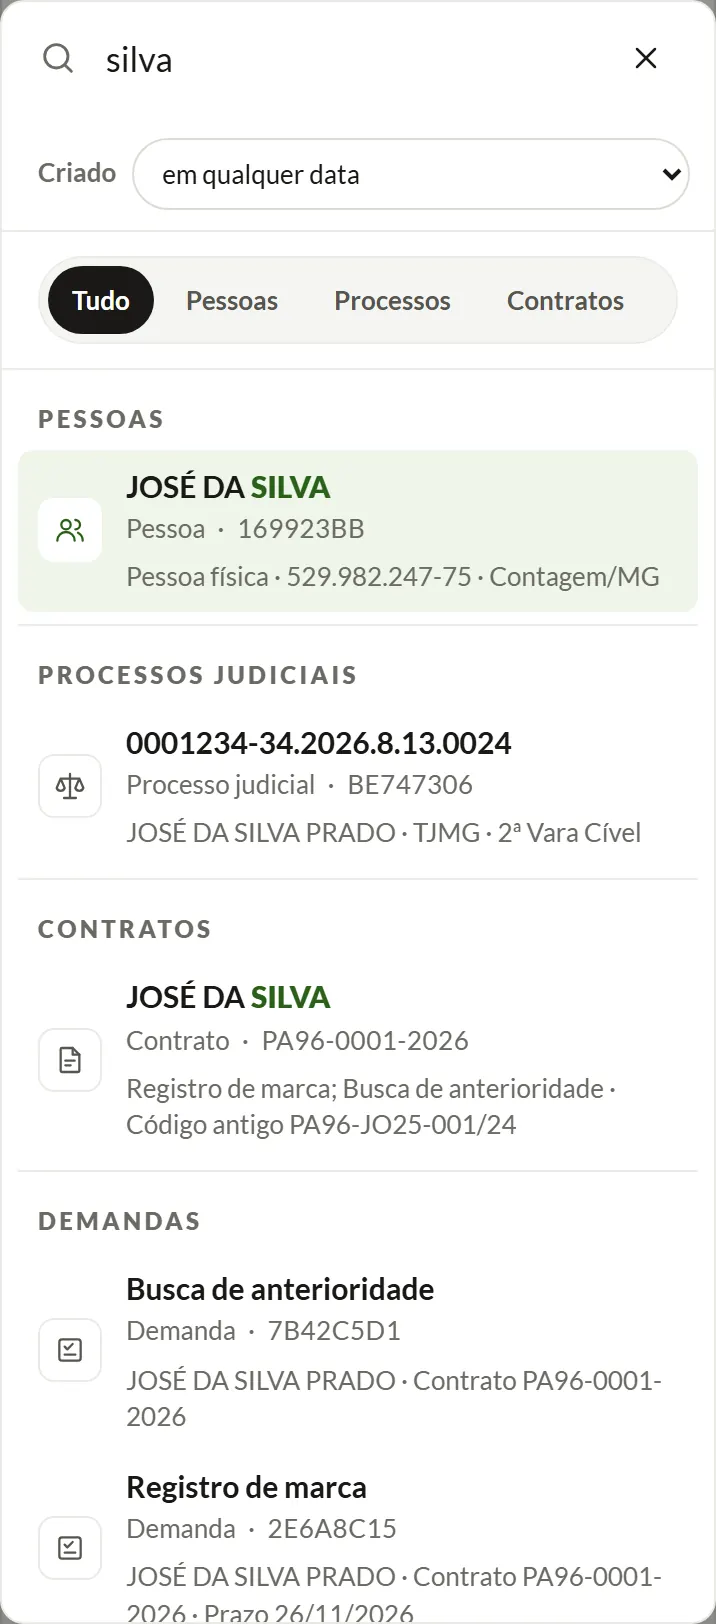 silva
Criado em qualquer data
Tudo Pessoas Processos Contratos
PESSOAS
JOSÉ DA SILVA
Pessoa · 169923BB
Pessoa física · 529.982.247-75 · Contagem/MG
PROCESSOS JUDICIAIS
0001234-34.2026.8.13.0024
Processo judicial · BE747306
JOSÉ DA SILVA PRADO · TJMG · 2ª Vara Cível
CONTRATOS
JOSÉ DA SILVA
Contrato · PA96-0001-2026
Registro de marca; Busca de anterioridade ·
Código antigo PA96-JO25-001/24
DEMANDAS
Busca de anterioridade
Demanda · 7B42C5D1
JOSÉ DA SILVA PRADO · Contrato PA96-0001-
2026
Registro de marca
Demanda · 2E6A8C15
JOSÉ DA SILVA PRADO · Contrato PA96-0001-
2026 · Prazo 26/11/2026